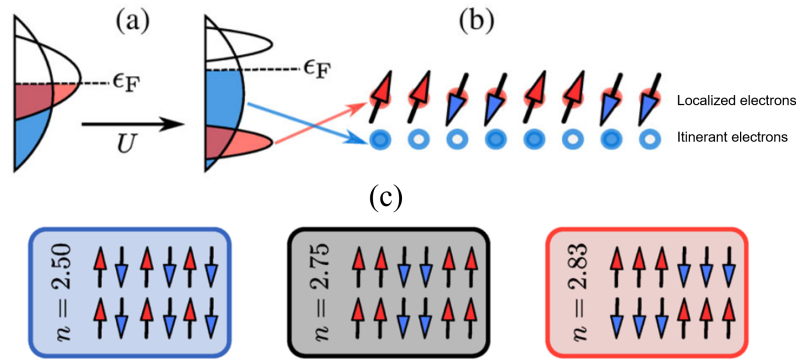 (a)
(b)
ϵF
ϵF
U
Localized electrons
Itinerant electrons
(c)
n = 2.50
n = 2.75
n = 2.83